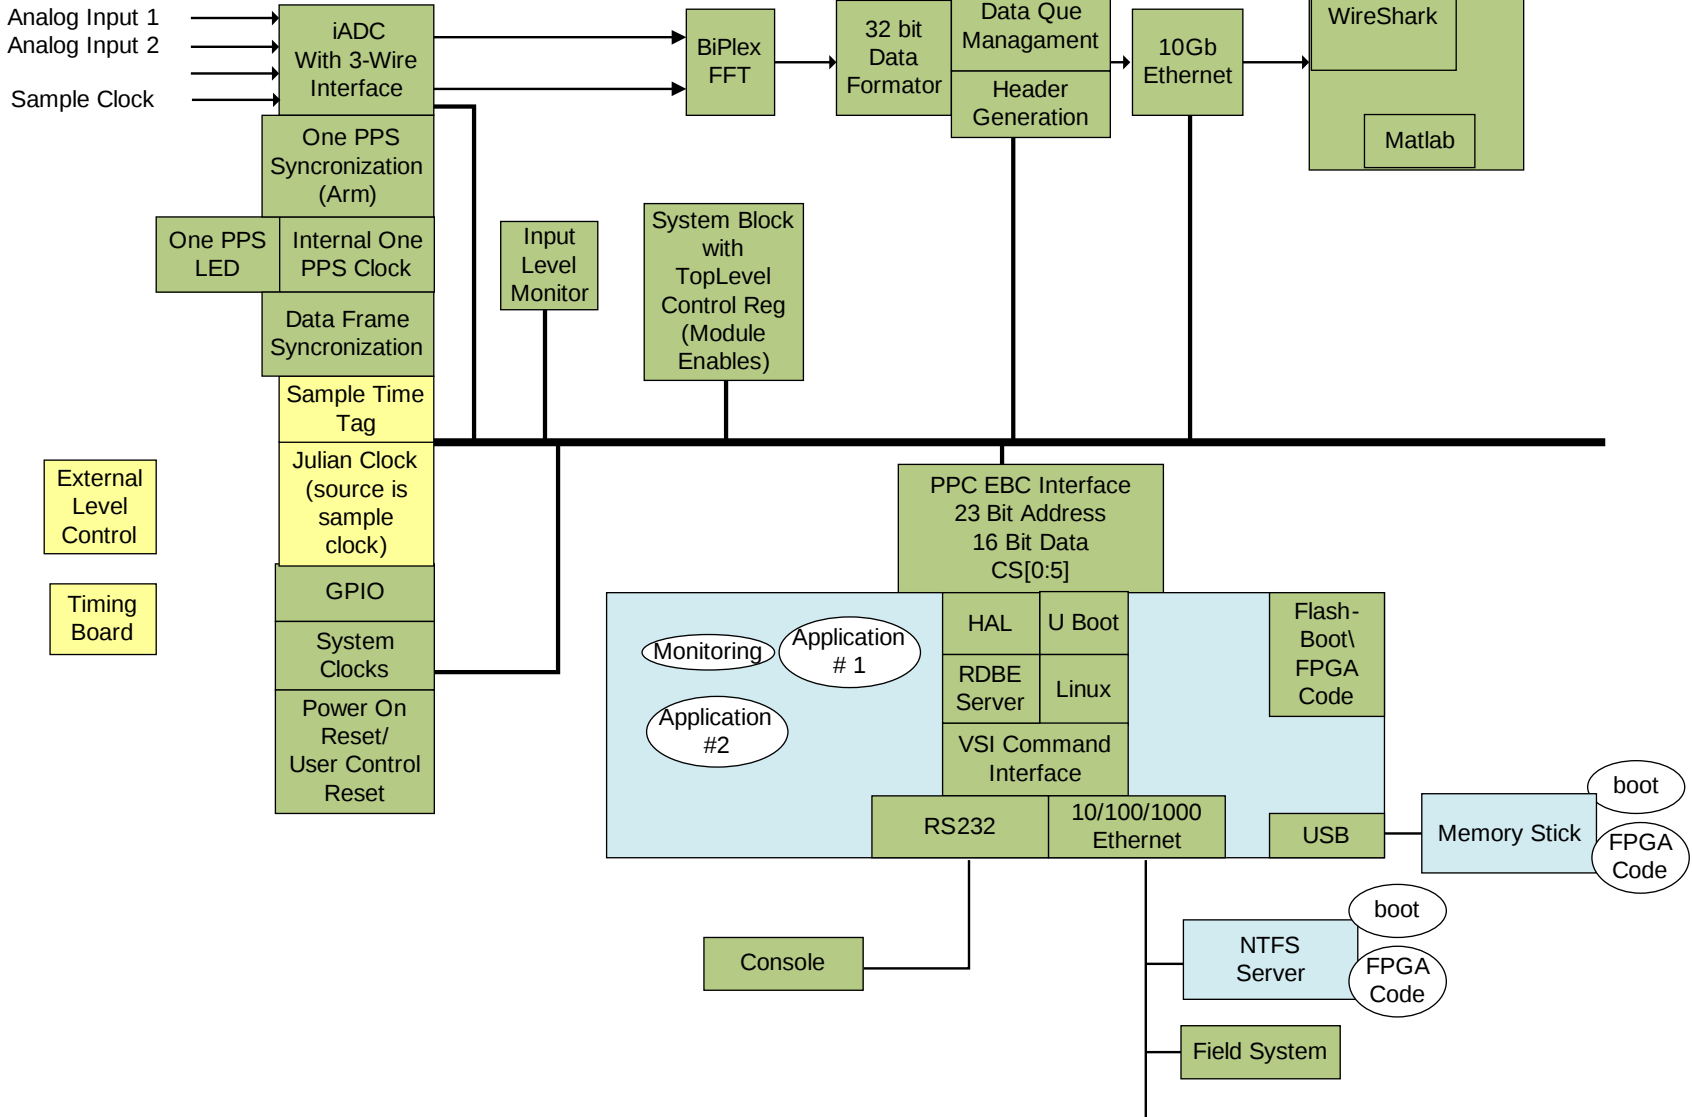 Analog Input 1
Analog Input 2
Sample Clock
iADC
With 3-Wire
Interface
BiPlex
FFT
32 bit
Data
Formator
Data Que
Managament
Header
Generation
10Gb
Ethernet
WireShark
Matlab
One PPS
Syncronization
(Arm)
One PPS
LED
Internal One
PPS Clock
Data Frame
Syncronization
Sample Time
Tag
Julian Clock
(source is
sample
clock)
GPIO
System
Clocks
Power On
Reset/
User Control
Reset
Input
Level
Monitor
System Block
with
TopLevel
Control Reg
(Module
Enables)
External
Level
Control
Timing
Board
PPC EBC Interface
23 Bit Address
16 Bit Data
CS[0:5]
Monitoring
Application
# 1
Application
#2
HAL
U Boot
RDBE
Server
Linux
VSI Command
Interface
RS232
10/100/1000
Ethernet
Flash-
Boot\
FPGA
Code
USB
Memory Stick
boot
FPGA
Code
Console
NTFS
Server
boot
FPGA
Code
Field System